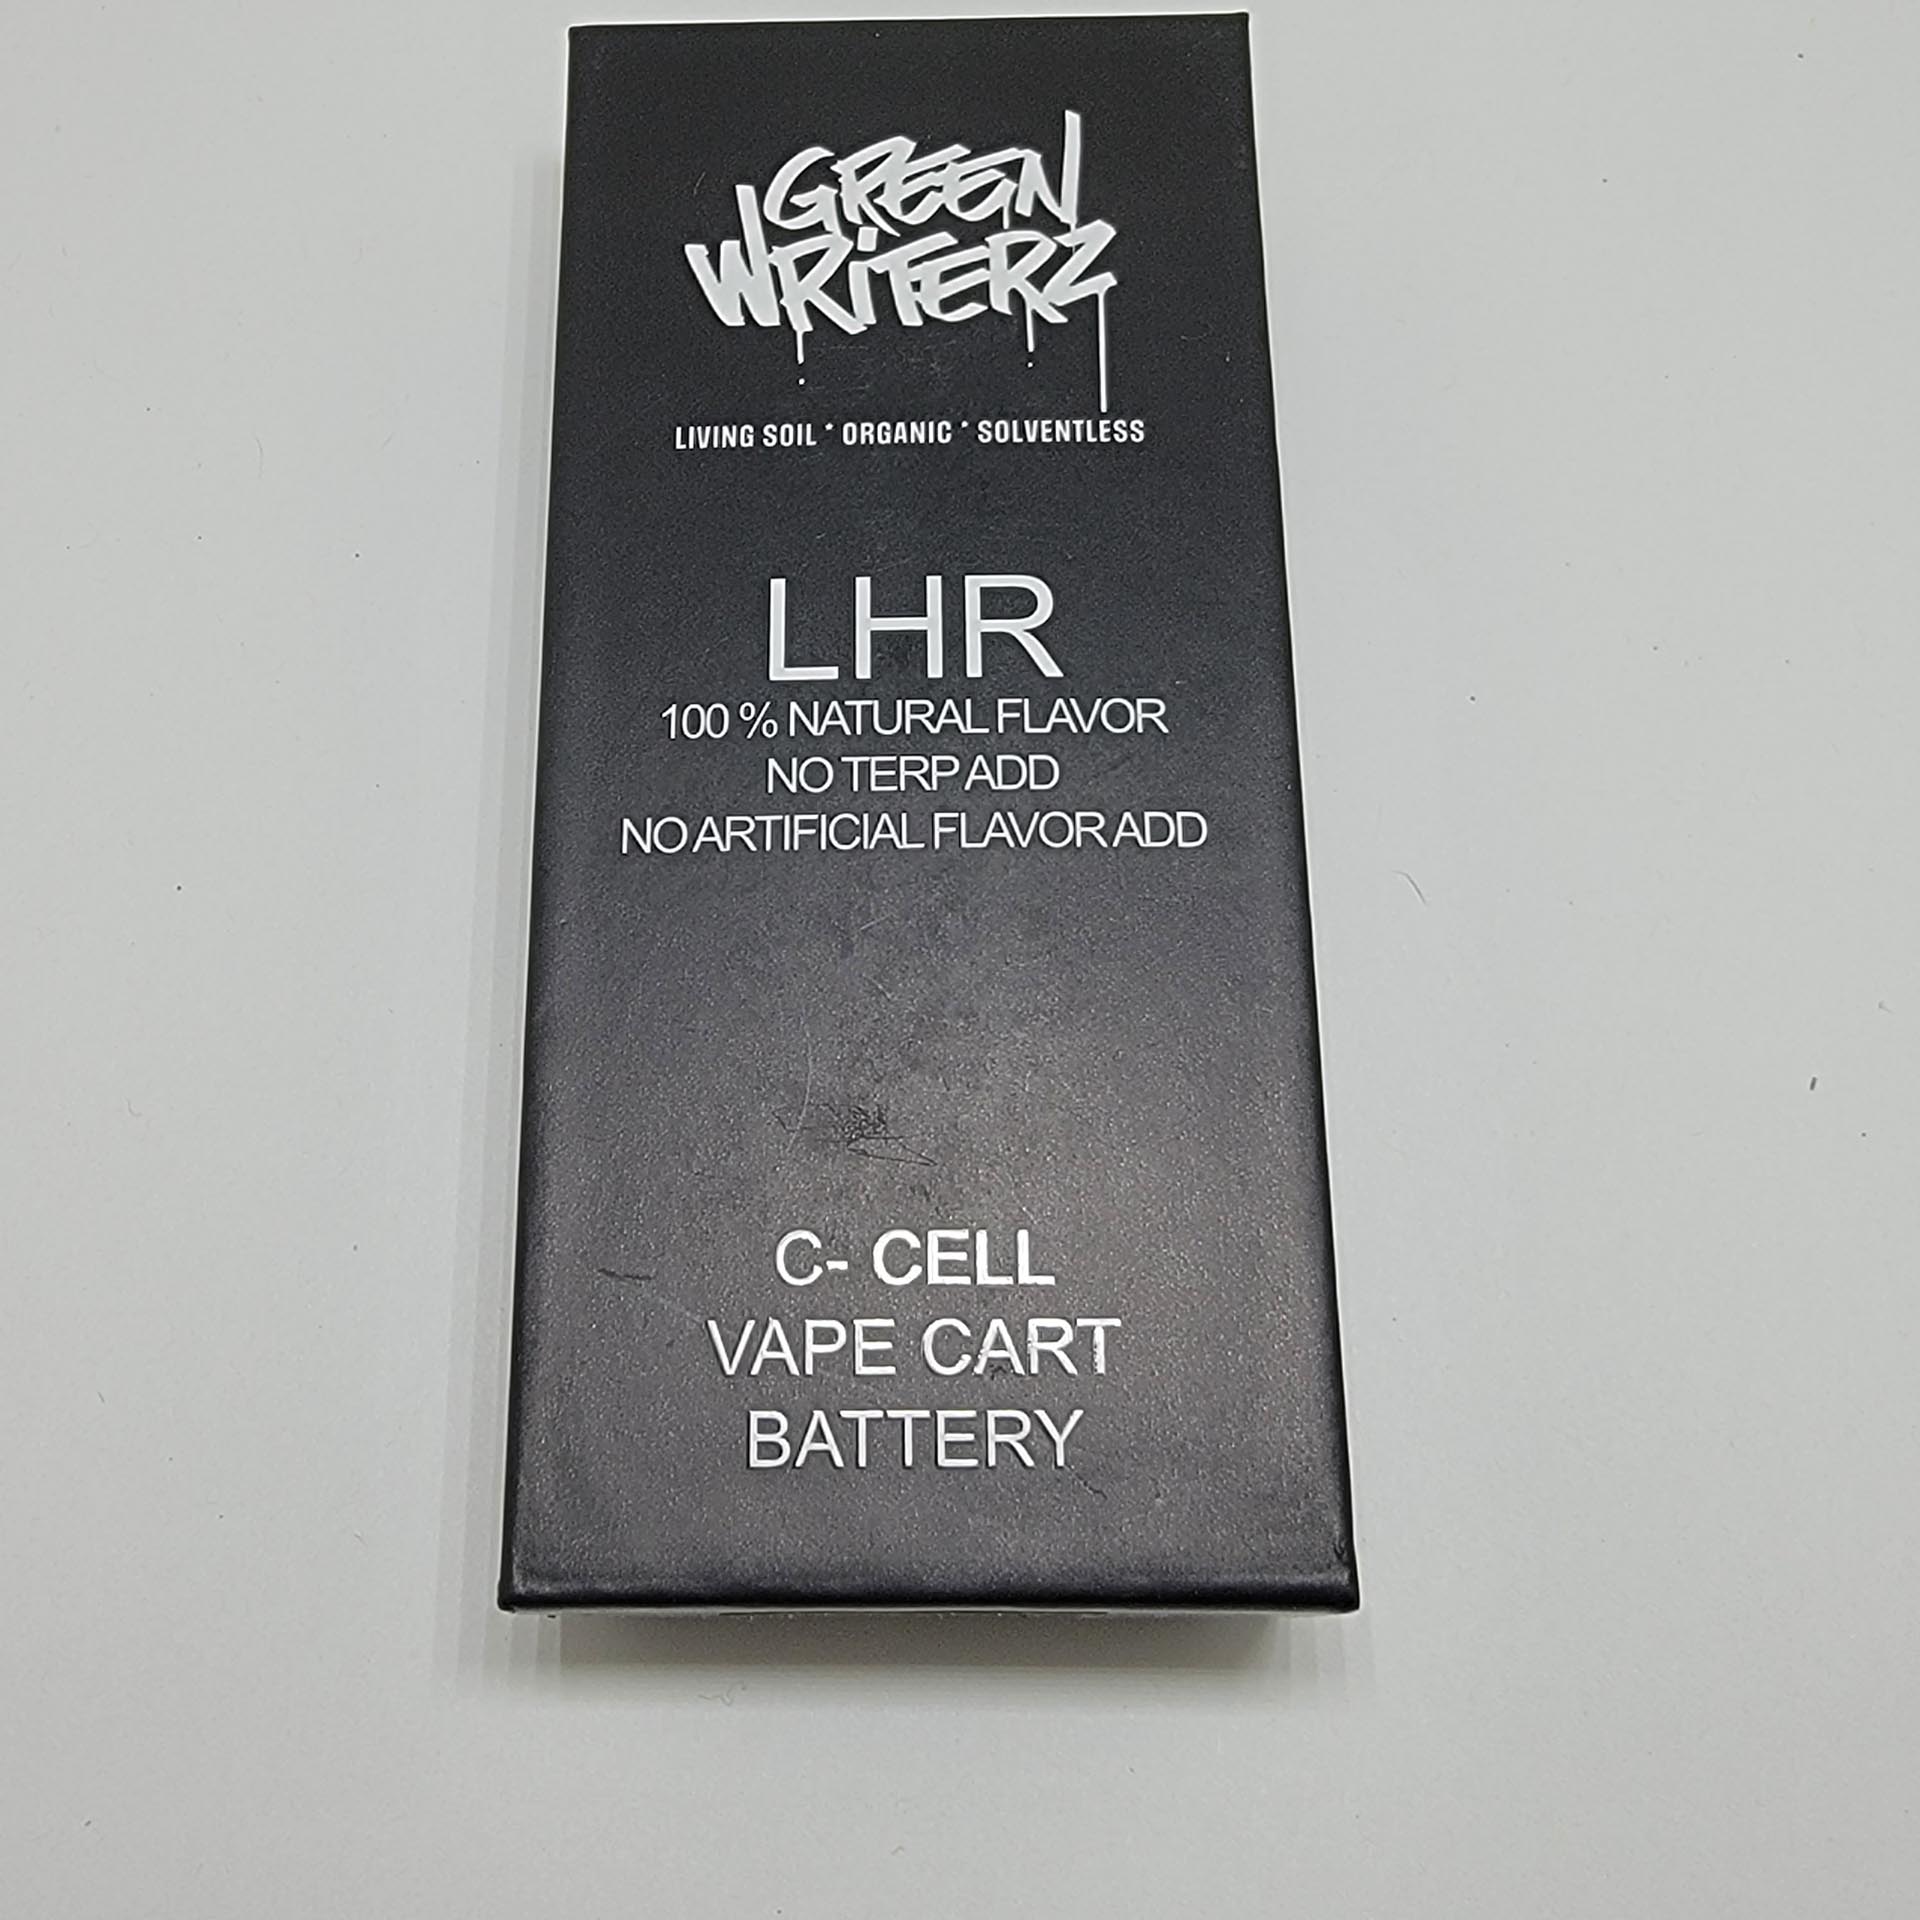 GREEN
WRiTERZ
LIVING SOIL * ORGANIC * SOLVENTLESS
LHR
100 % NATURAL FLAVOR
NO TERP ADD
NO ARTIFICIAL FLAVOR ADD
C- CELL
VAPE CART
BATTERY